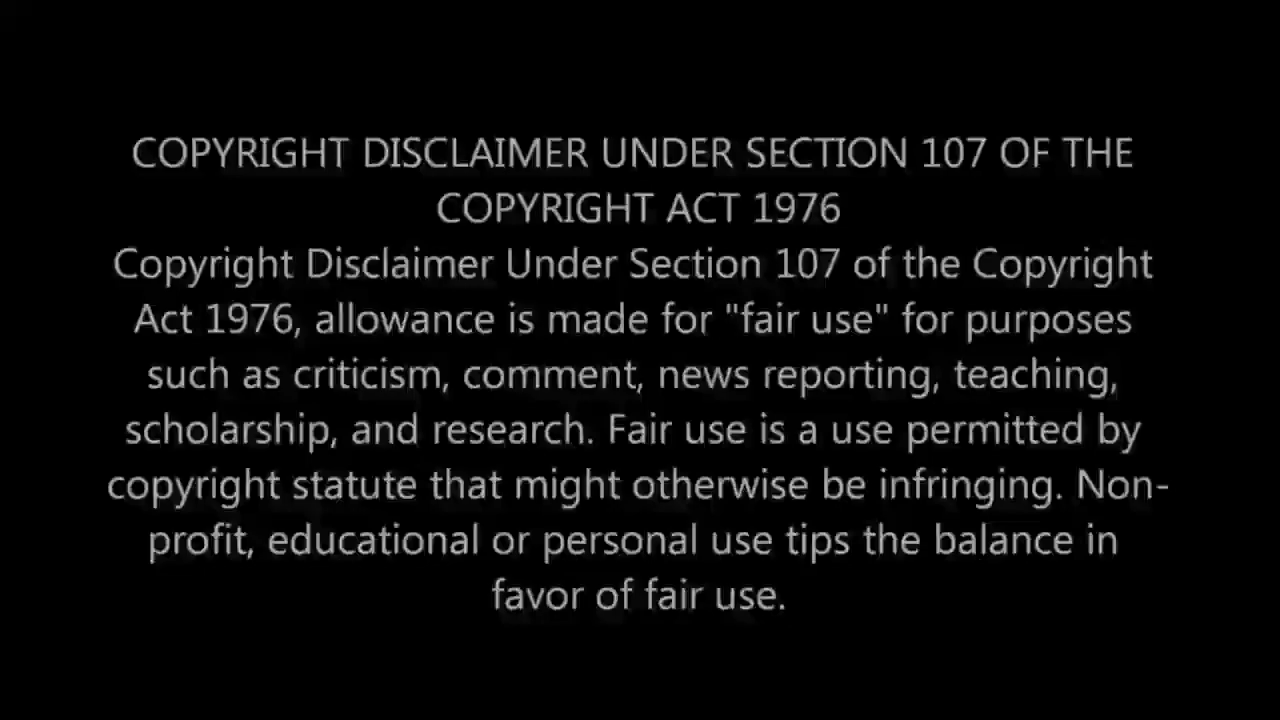 COPYRIGHT DISCLAIMER UNDER SECTION 107 OF THE
COPYRIGHT ACT 1976
Copyright Disclaimer Under Section 107 of the Copyright
Act 1976, allowance is made for "fair use" for purposes
such as criticism, comment, news reporting, teaching,
scholarship, and research. Fair use is a use permitted by
copyright statute that might otherwise be infringing. Non-
profit, educational or personal use tips the balance in
favor of fair use.